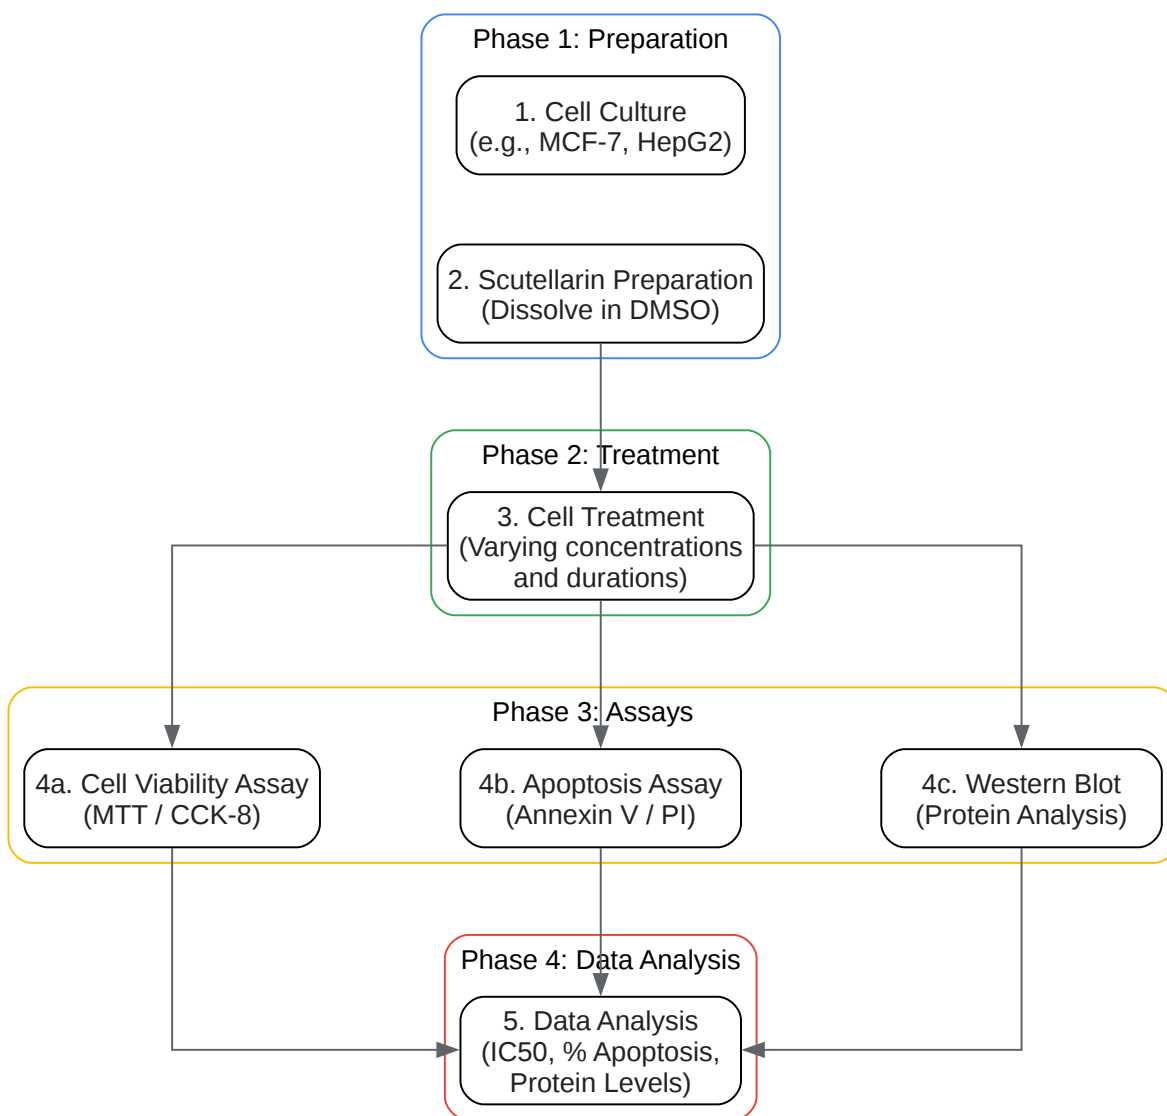 Phase 1: Preparation
1. Cell Culture
(e.g., MCF-7, HepG2)
2. Scutellarin Preparation
(Dissolve in DMSO)
Phase 2: Treatment
3. Cell Treatment
(Varying concentrations
and durations)
Phase 3: Assays
4a. Cell Viability Assay
(MTT / CCK-8)
4b. Apoptosis Assay
(Annexin V / PI)
4c. Western Blot
(Protein Analysis)
Phase 4: Data Analysis
5. Data Analysis
(IC50, % Apoptosis,
Protein Levels)